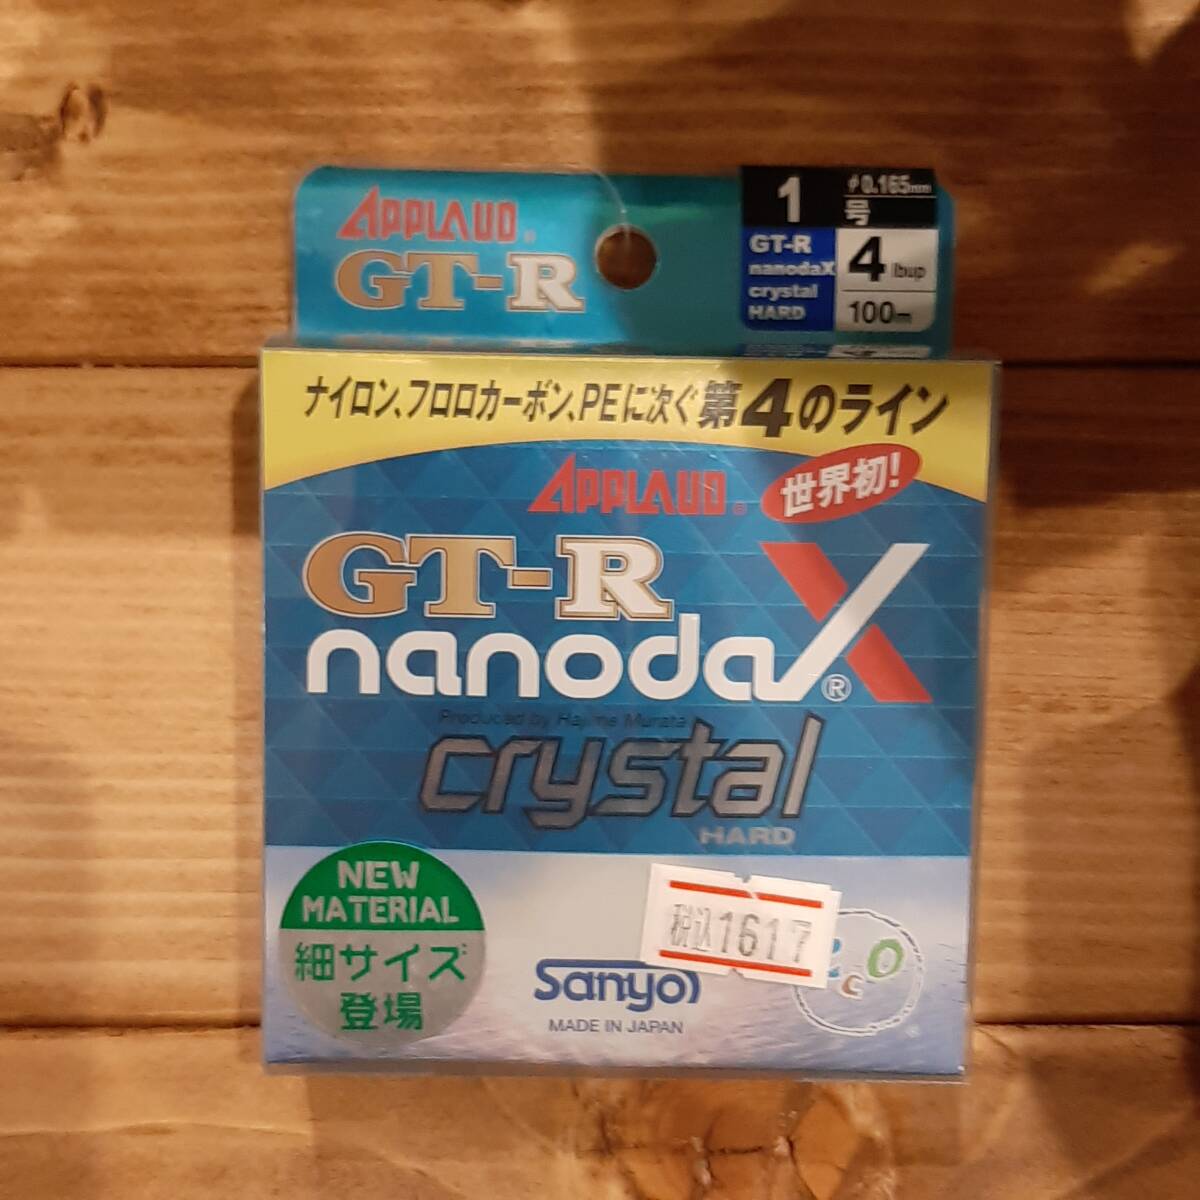 APPLAUD®
GT-R
1号
φ0.165mm
GT-R
nanodaX
crystal
HARD
4lbup
100m
ナイロン、フロロカーボン、PEに次ぐ第4のライン
APPLAUD®
世界初!
GT-R
nanodaX®
Produced by Hajime Murata
crystal
HARD
NEW
MATERIAL
細サイズ
登場
税込1617
Sanyo
MADE IN JAPAN